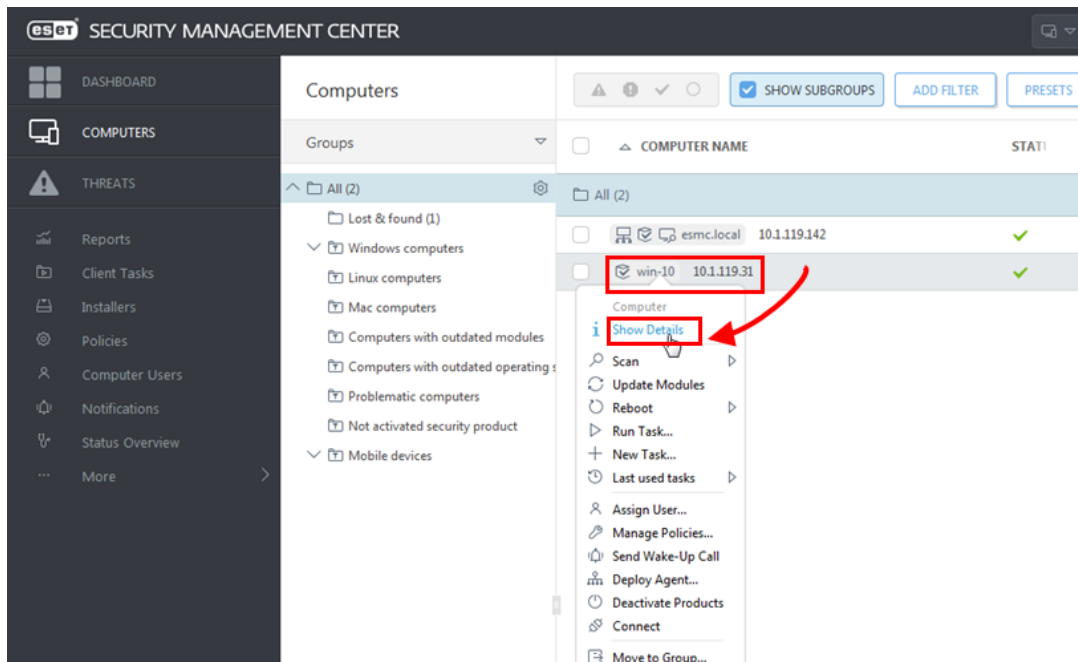 eset SECURITY MANAGEMENT CENTER
DASHBOARD
COMPUTERS
THREATS
Reports
Client Tasks
Installers
Policies
Computer Users
Notifications
Status Overview
More
Computers
Groups
All (2)
Lost & found (1)
Windows computers
Linux computers
Mac computers
Computers with outdated modules
Computers with outdated operating
Problematic computers
Not activated security product
Mobile devices
SHOW SUBGROUPS
ADD FILTER
PRESETS
COMPUTER NAME
All (2)
esmc.local 10.1.119.142
win-10 10.1.119.31
Computer
Show Details
Scan
Update Modules
Reboot
Run Task...
New Task...
Last used tasks
Assign User...
Manage Policies...
Send Wake-Up Call
Deploy Agent...
Deactivate Products
Connect
Move to Group...